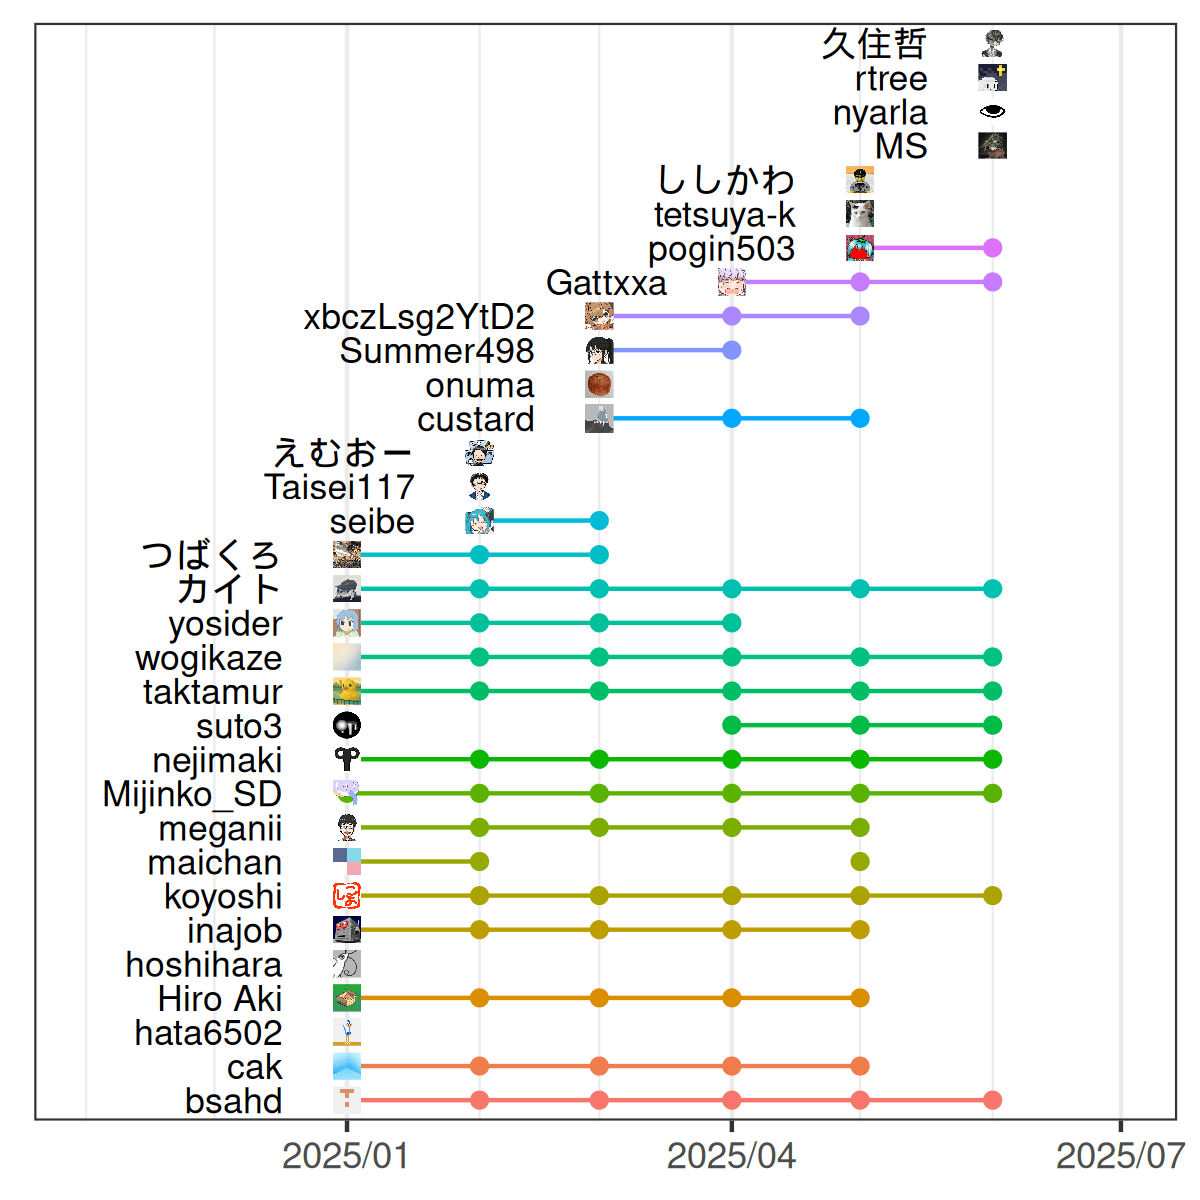 久住哲
rtree
nyarla
MS
ししかわ
tetsuya-k
pogin503
Gattxxa
xbczLsg2YtD2
Summer498
onuma
custard
えむおー
Taisei117
seibe
つばくろ
カイト
yosider
wogikaze
taktamur
suto3
nejimaki
Mijinko_SD
meganii
maichan
koyoshi
inajob
hoshihara
Hiro Aki
hata6502
cak
bsahd
2025/01 2025/04 2025/07